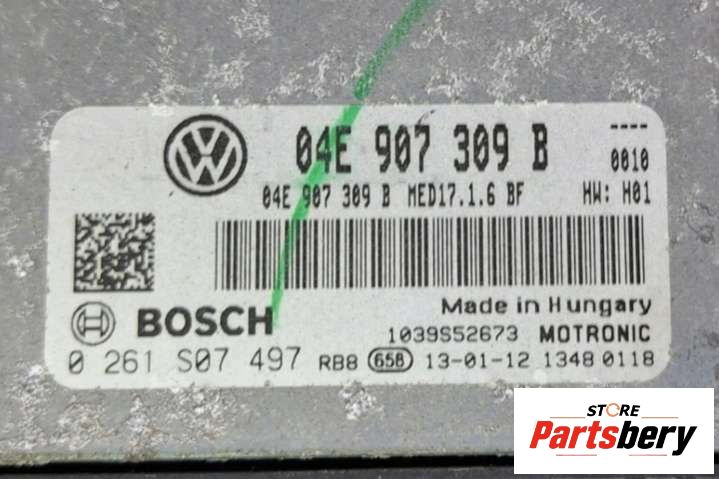 04E 907 309 B ----
0010
04E 907 309 B MED17.1.6 BF HW: H01
Made in Hungary
BOSCH 1039S52673 MOTRONIC
0 261 S07 497 RB8 658 13-01-12 1348 0118
STORE
Partsbery